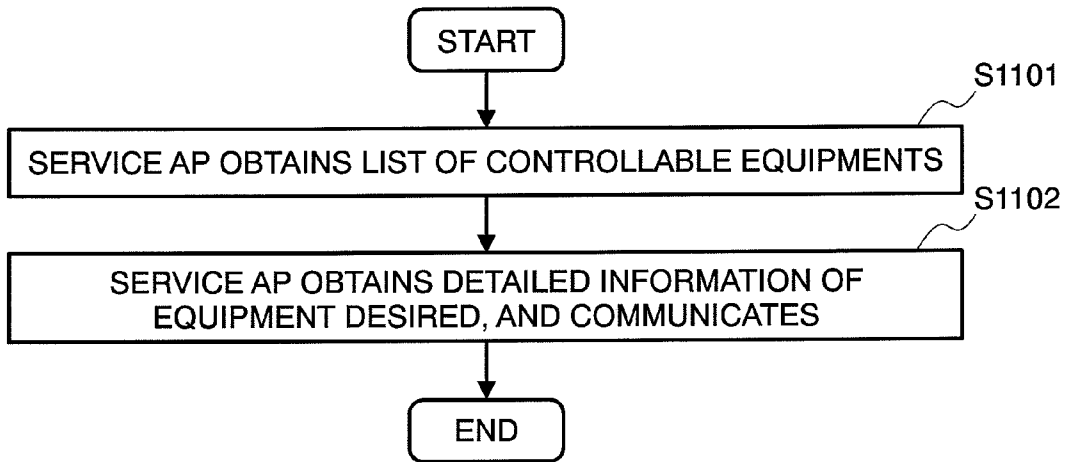 START
S1101
SERVICE AP OBTAINS LIST OF CONTROLLABLE EQUIPMENTS
S1102
SERVICE AP OBTAINS DETAILED INFORMATION OF
EQUIPMENT DESIRED, AND COMMUNICATES
END